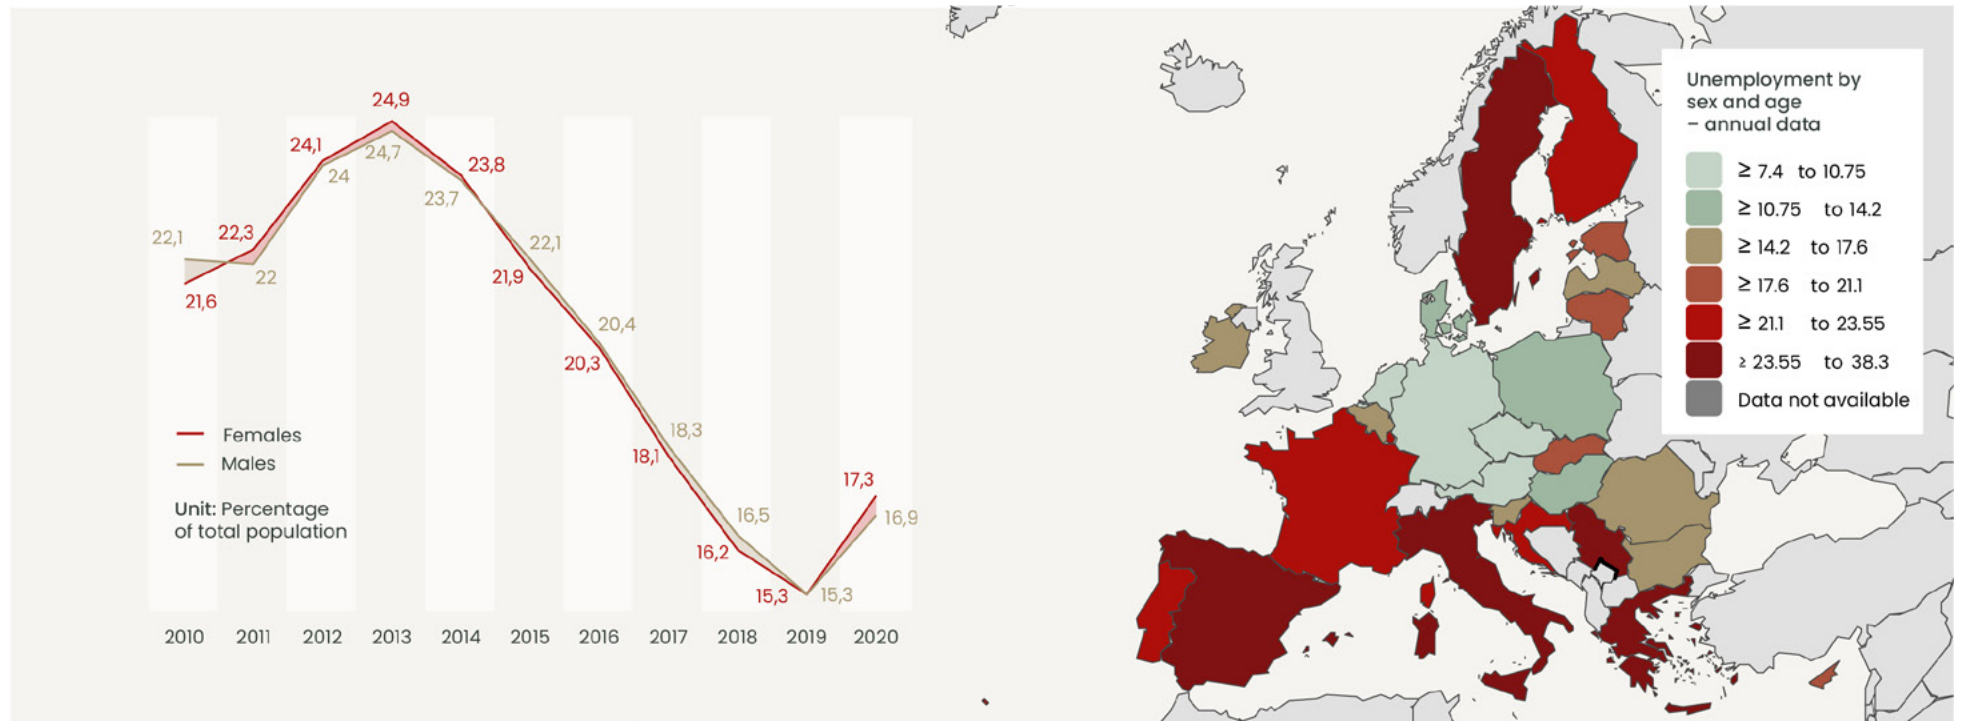 24,9
24,1
24,7
23,8
22,3
24
22,1
23,7
22,1
22
21,9
21,6
20,4
20,3
18,3
18,1
17,3
16,5
16,9
16,2
15,3
15,3
Females
Males
Unit: Percentage
of total population
2010 2011 2012 2013 2014 2015 2016 2017 2018 2019 2020
Unemployment by
sex and age
– annual data
≥ 7.4 to 10.75
≥ 10.75 to 14.2
≥ 14.2 to 17.6
≥ 17.6 to 21.1
≥ 21.1 to 23.55
≥ 23.55 to 38.3
Data not available